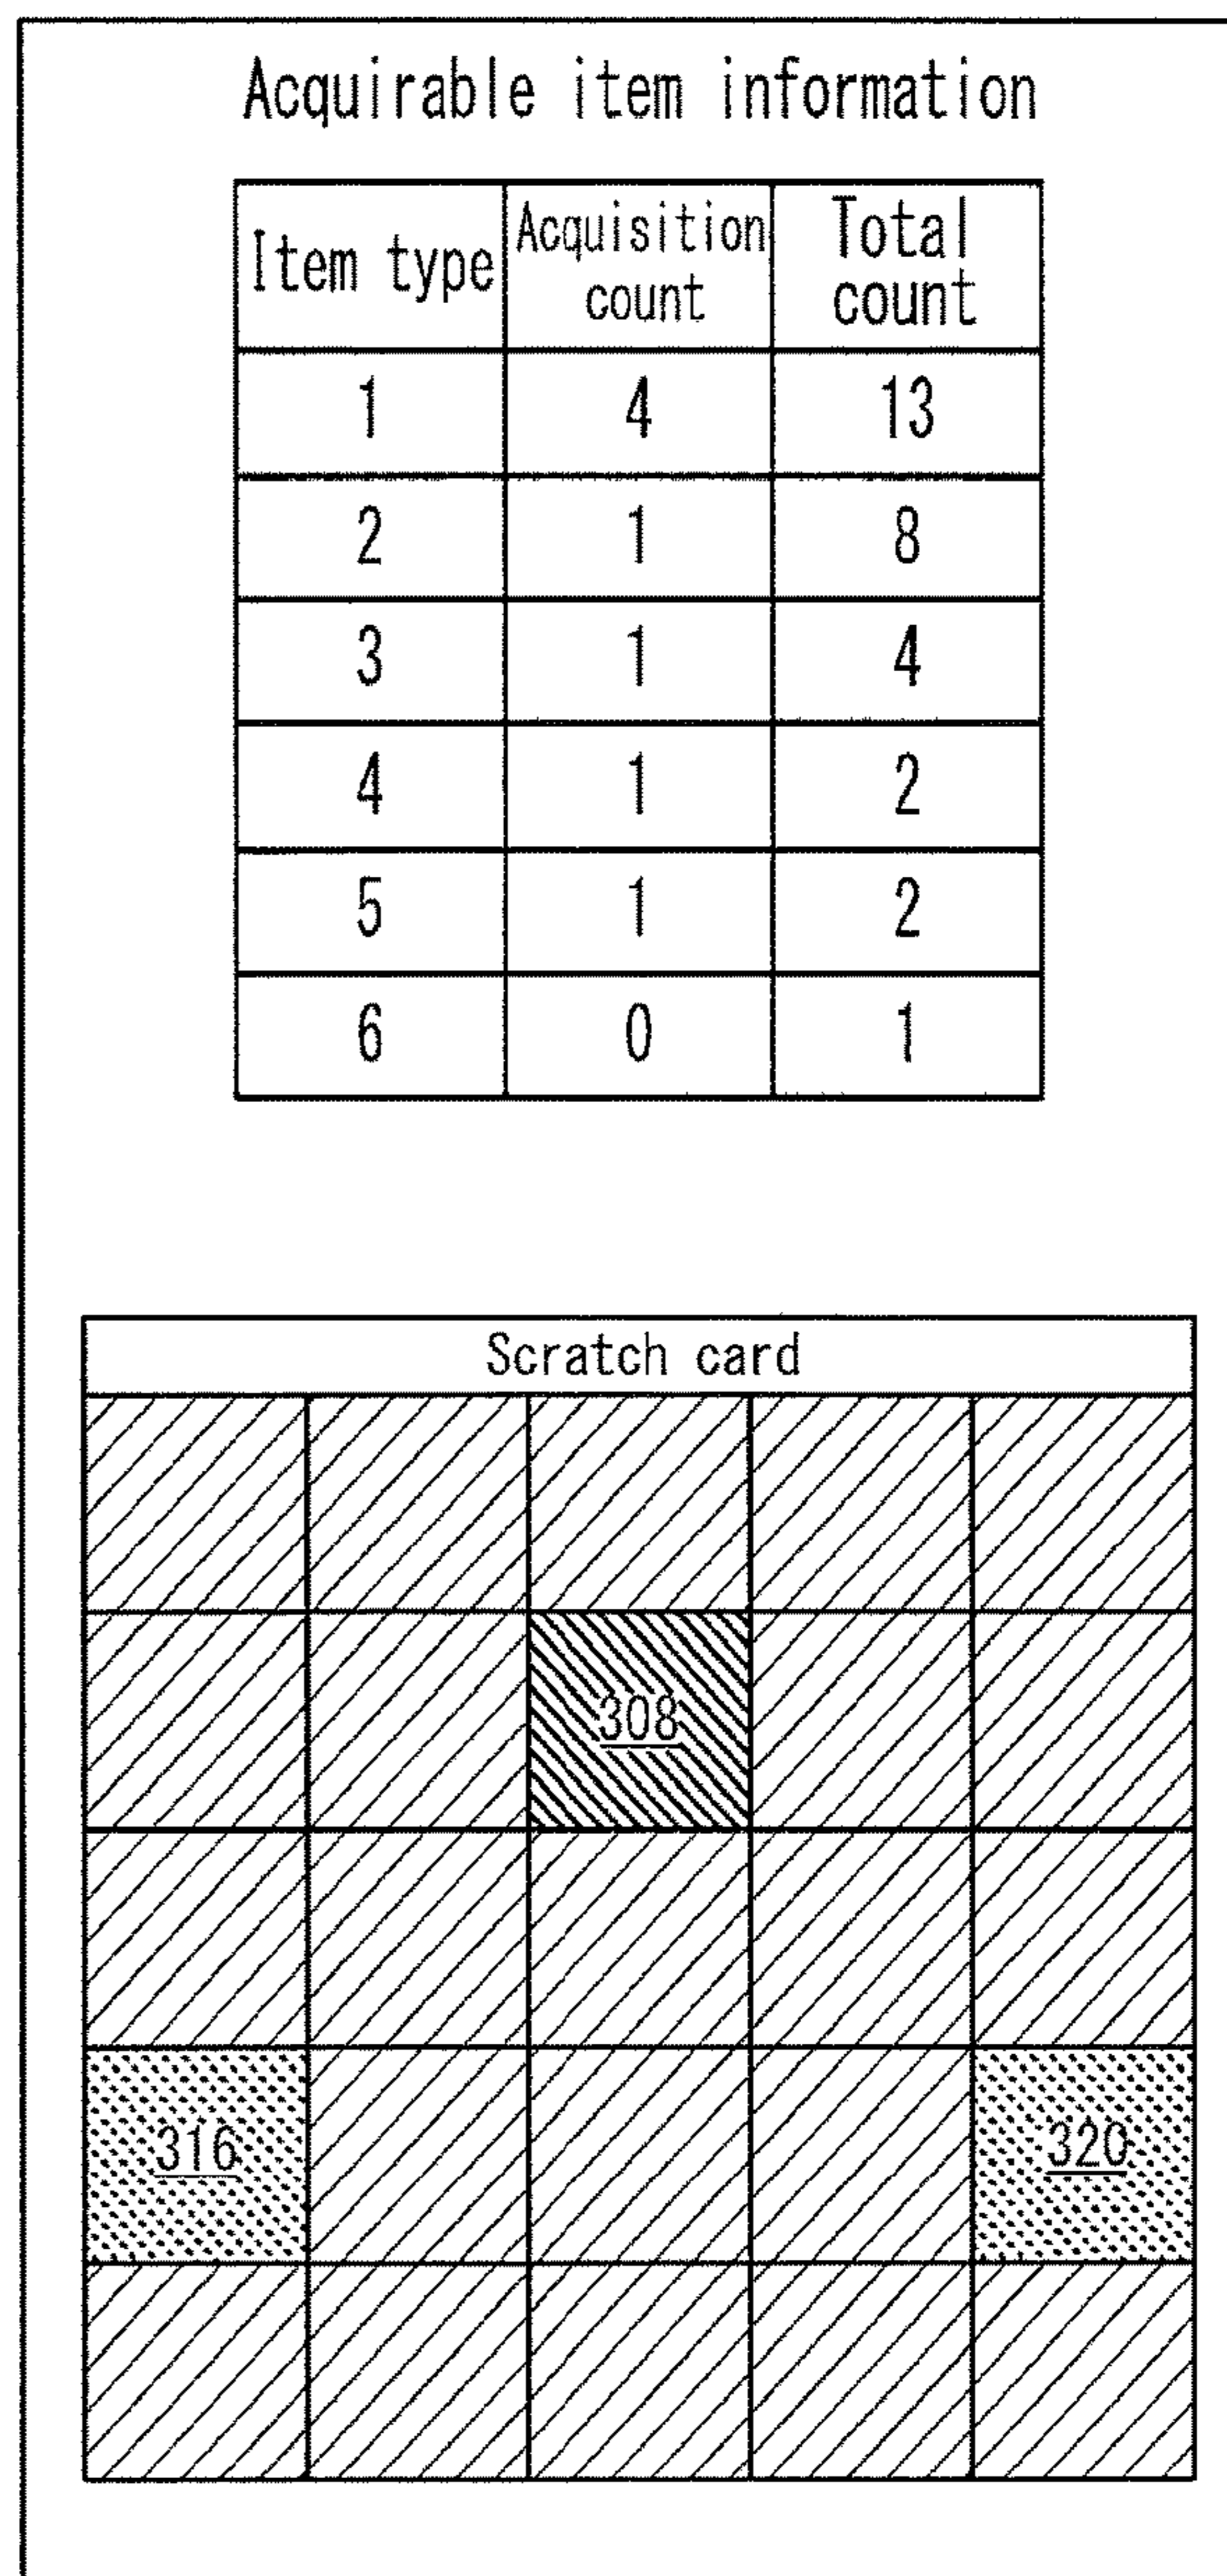 Acquirable item information
Item type Acquisition count Total count
1 4 13
2 1 8
3 1 4
4 1 2
5 1 2
6 0 1
Scratch card
308
316 320